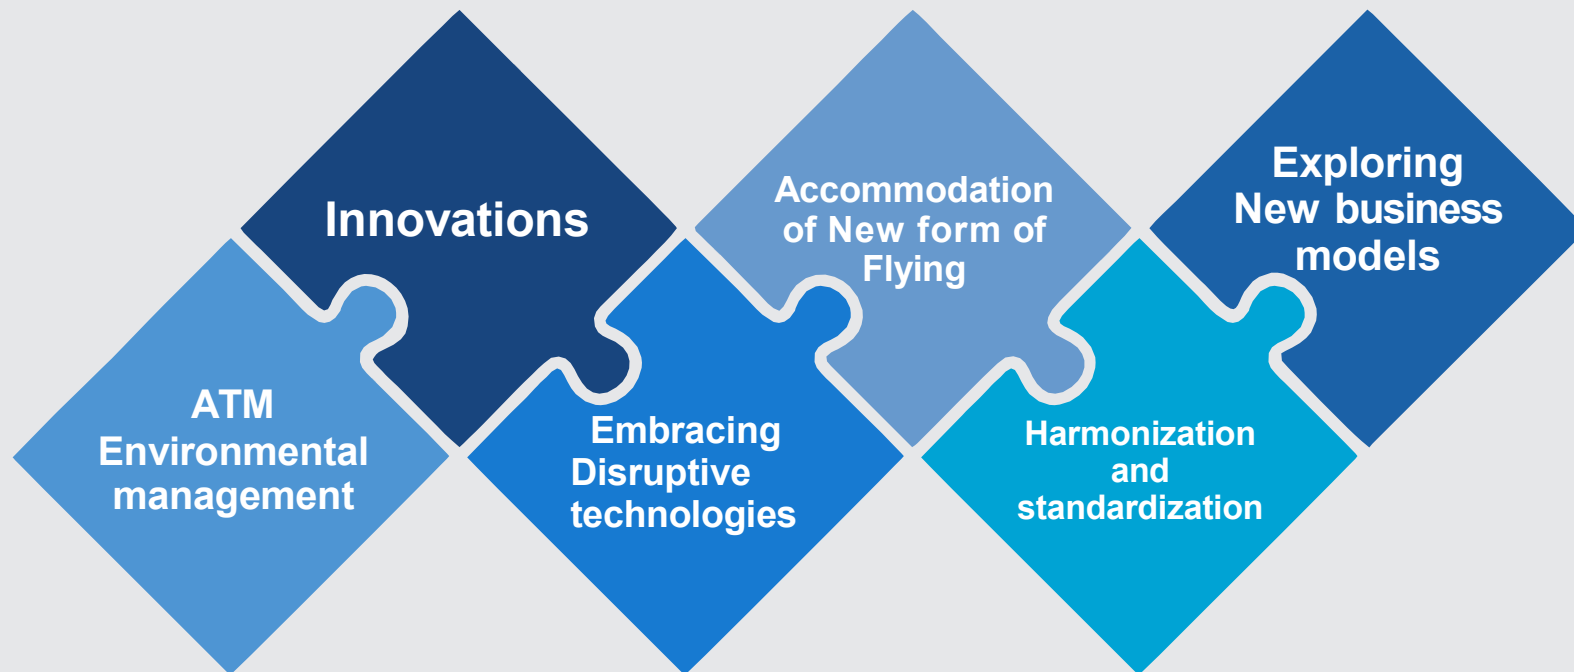 Innovations
Accommodation
of New form of
Flying
Exploring
New business
models
ATM
Environmental
management
Embracing
Disruptive
technologies
Harmonization
and
standardization